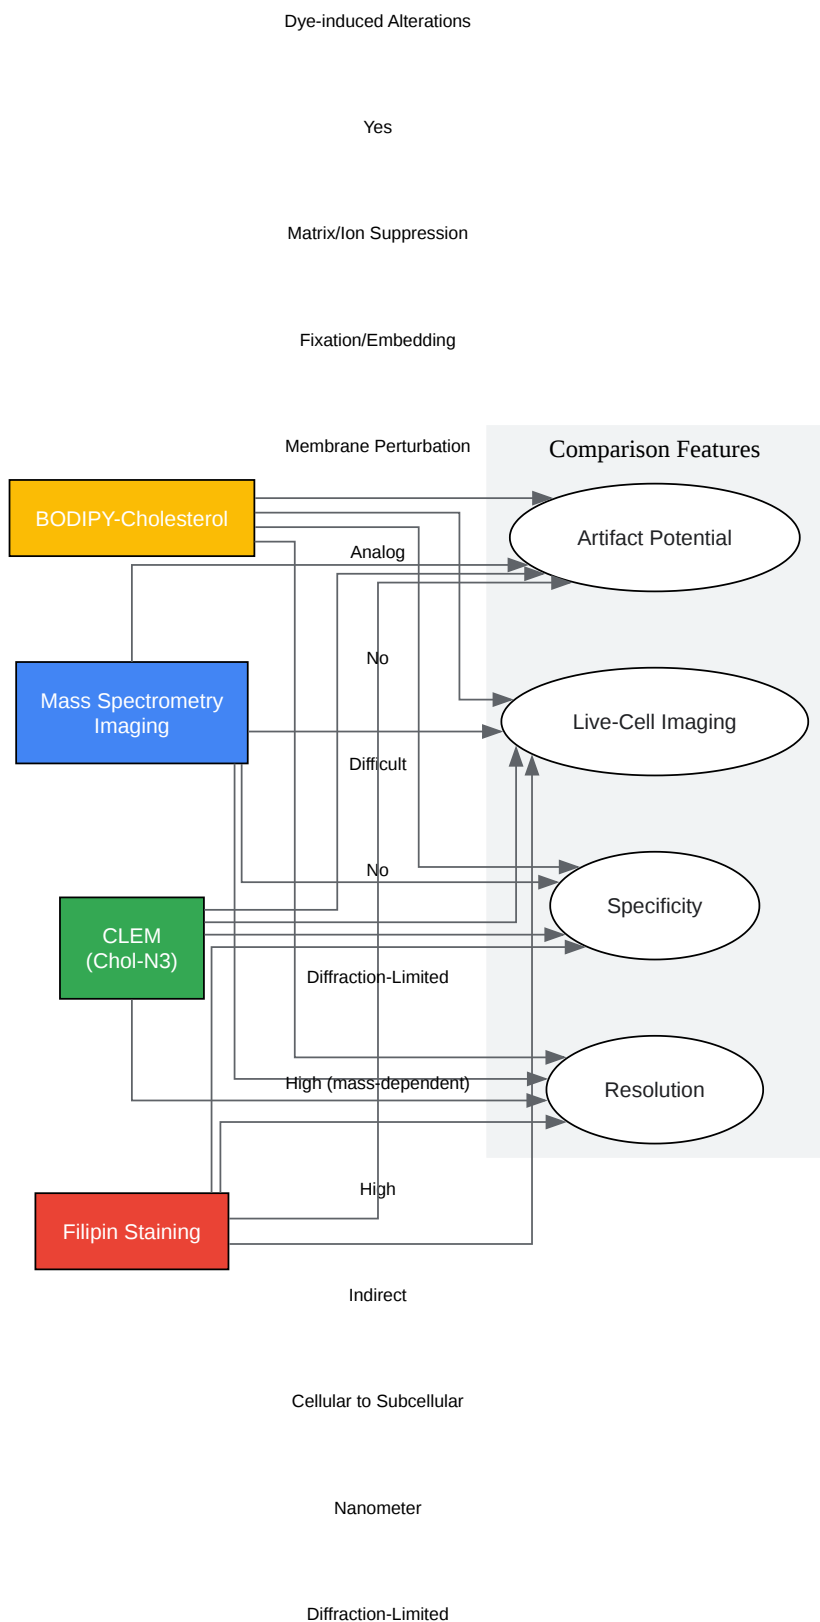 Dye-induced Alterations
Yes
Matrix/Ion Suppression
Fixation/Embedding
Membrane Perturbation
Comparison Features
BODIPY-Cholesterol
Artifact Potential
Analog
No
Mass Spectrometry
Imaging
Live-Cell Imaging
Difficult
No
Specificity
CLEM
(Chol-N3)
Diffraction-Limited
High (mass-dependent)
Resolution
High
Filipin Staining
Indirect
Cellular to Subcellular
Nanometer
Diffraction-Limited